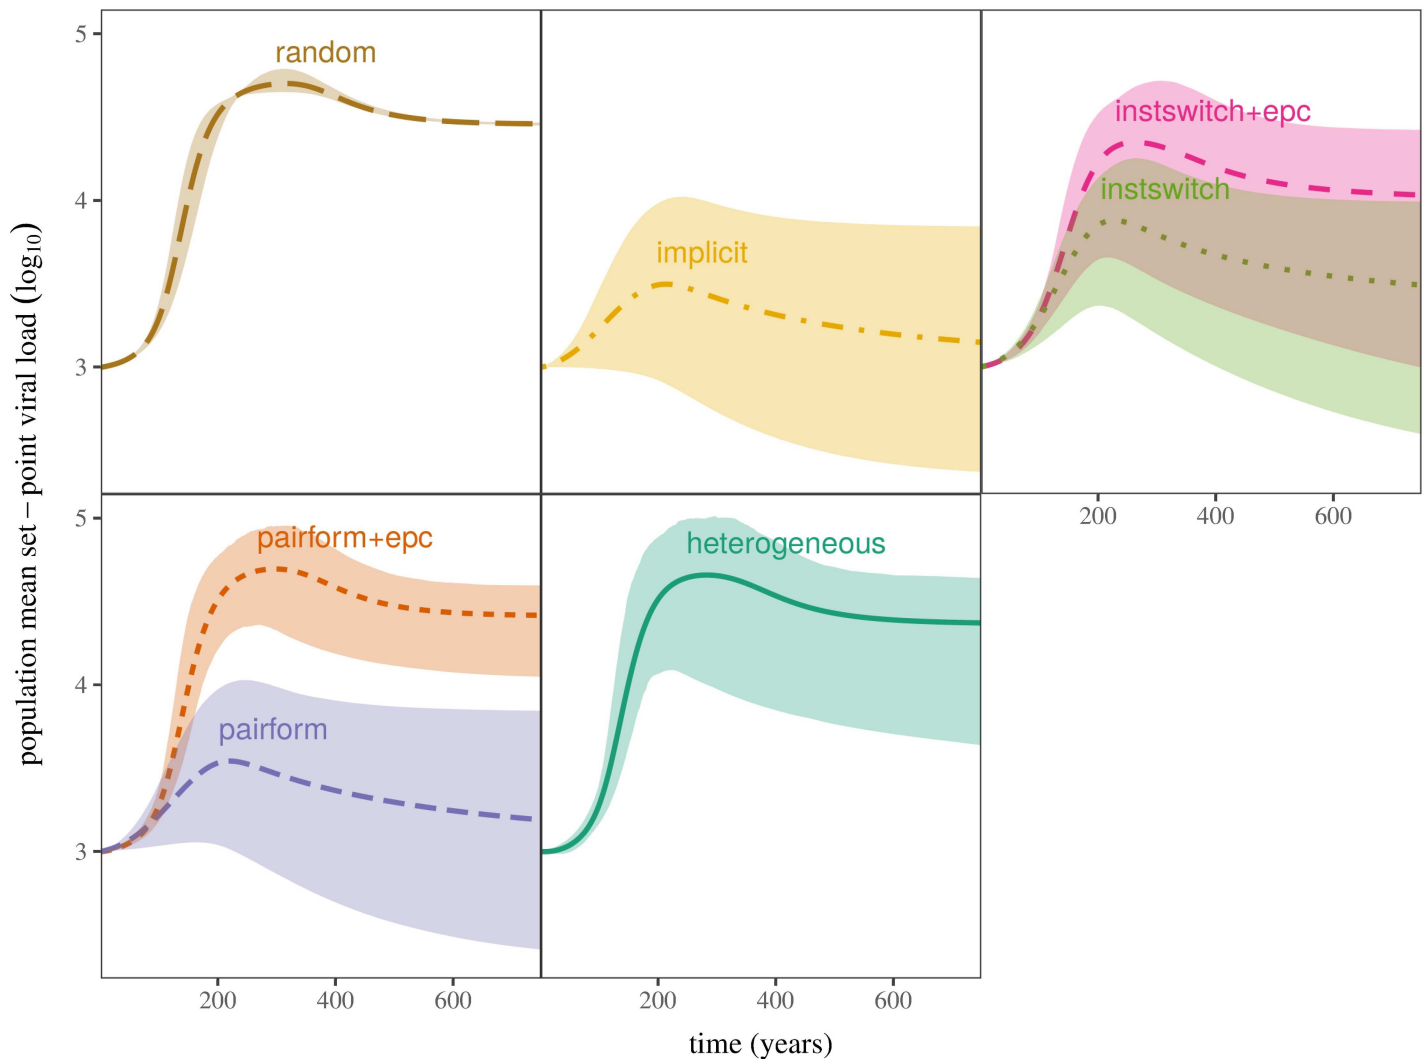 population mean set−point viral load (log₁₀)
5
4
3
random
implicit
instswitch+epc
instswitch
200 400 600
5
4
3
pairform+epc
pairform
heterogeneous
200 400 600
200 400 600
time (years)